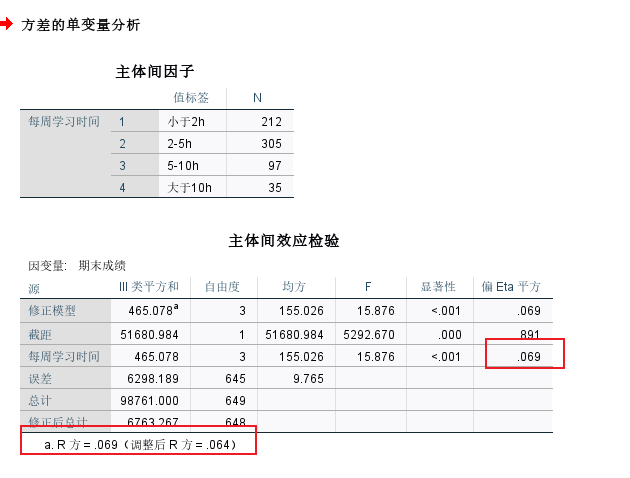 方差的单变量分析
主体间因子
值标签 N
每周学习时间 1 小于2h 212
2 2-5h 305
3 5-10h 97
4 大于10h 35
主体间效应检验
因变量: 期末成绩
源 III 类平方和 自由度 均方 F 显著性 偏 Eta 平方
修正模型 465.078a 3 155.026 15.876 <.001 .069
截距 51680.984 1 51680.984 5292.670 .000 .891
每周学习时间 465.078 3 155.026 15.876 <.001 .069
误差 6298.189 645 9.765
总计 98761.000 649
修正后总计 6763.267 648
a. R 方 = .069（调整后 R 方 = .064）